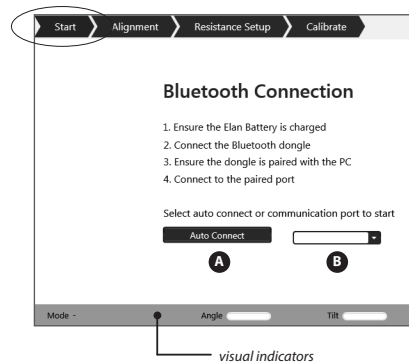 Start Alignment Resistance Setup Calibrate
Bluetooth Connection
1. Ensure the Elan Battery is charged
2. Connect the Bluetooth dongle
3. Ensure the dongle is paired with the PC
4. Connect to the paired port
Select auto connect or communication port to start
Auto Connect
A B
Mode - Angle Tilt
visual indicators